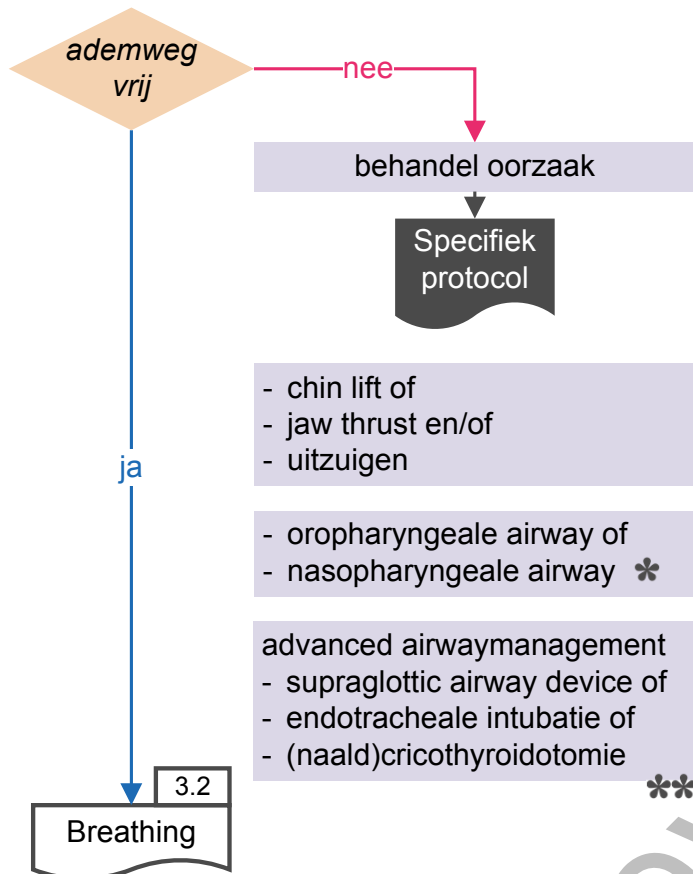 ademweg
vrij
nee
behandel oorzaak
Specifiek
protocol
- chin lift of
- jaw thrust en/of
- uitzuigen
ja
- oropharyngeale airway of
- nasopharyngeale airway *
advanced airwaymanagement
- supraglottic airway device of
- endotracheale intubatie of
- (naald)cricothyroidotomie
**
3.2
Breathing